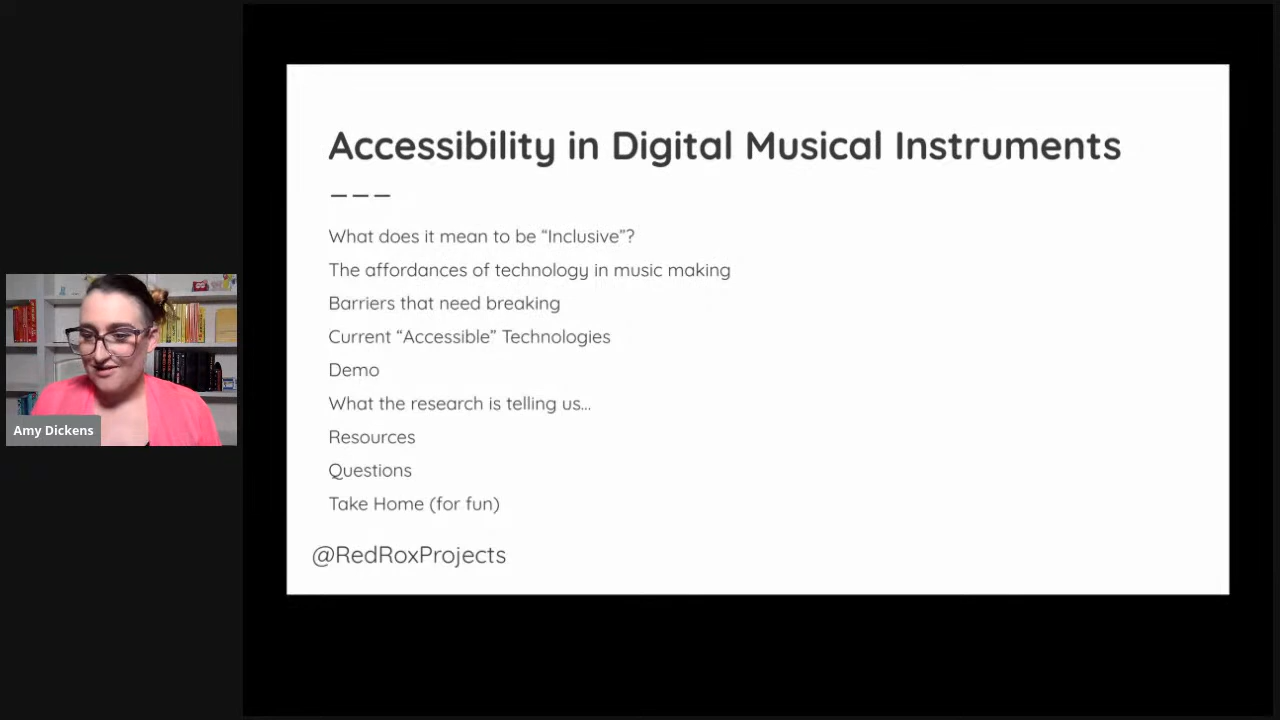 Accessibility in Digital Musical Instruments
What does it mean to be “Inclusive”?
The affordances of technology in music making
Barriers that need breaking
Current “Accessible” Technologies
Demo
What the research is telling us...
Resources
Questions
Take Home (for fun)
@RedRoxProjects
Amy Dickens